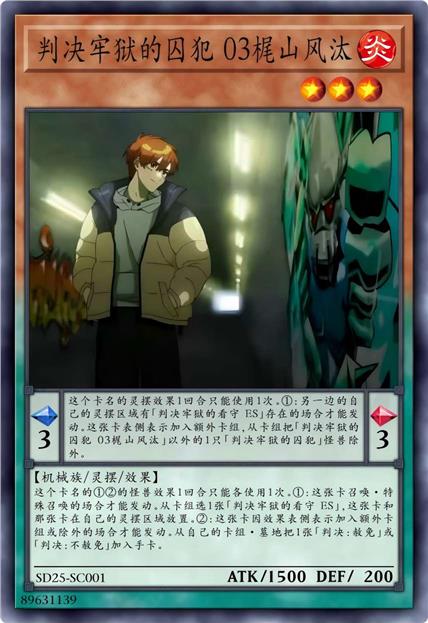 判决牢狱的囚犯 03梶山风汰
炎
这个卡名的灵摆效果1回合只能使用1次。①:另一边的自
己的灵摆区域有「判决牢狱的看守 ES」存在的场合才能发
动。这张卡表侧表示加入额外卡组,从卡组把「判决牢狱的
囚犯 03梶山风汰」以外的1只「判决牢狱的囚犯」怪兽除
外。
3
3
【机械族/灵摆/效果】
这个卡名的①②的怪兽效果1回合只能各使用1次。①:这张卡召唤・特
殊召唤的场合才能发动。从卡组选1张「判决牢狱的看守 ES」,这张卡和
那张卡在自己的灵摆区域放置。②:这张卡因效果表侧表示加入额外卡
组或除外的场合才能发动。从自己的卡组・墓地把1张「判决:赦免」或
「判决:不赦免」加入手卡。
SD25-SC001
ATK/1500 DEF/ 200
89631139